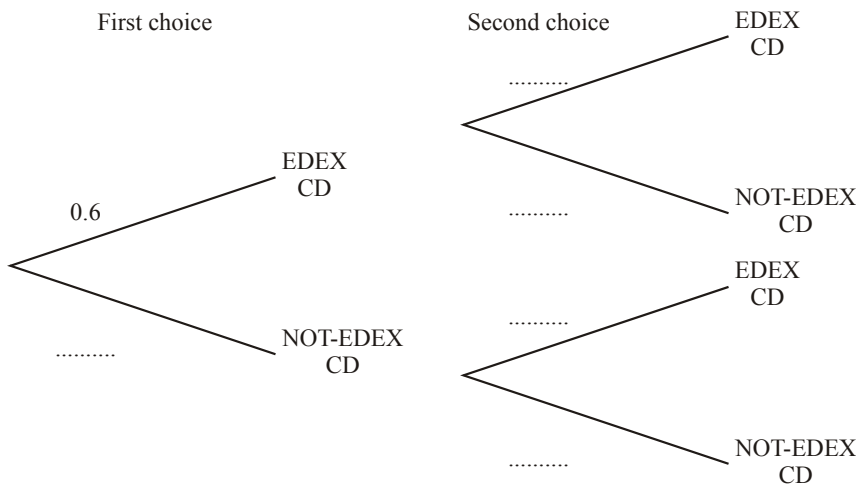 First choice
Second choice
EDEX
CD
..........
EDEX
CD
0.6
NOT-EDEX
CD
..........
EDEX
CD
..........
NOT-EDEX
CD
..........
NOT-EDEX
CD
..........